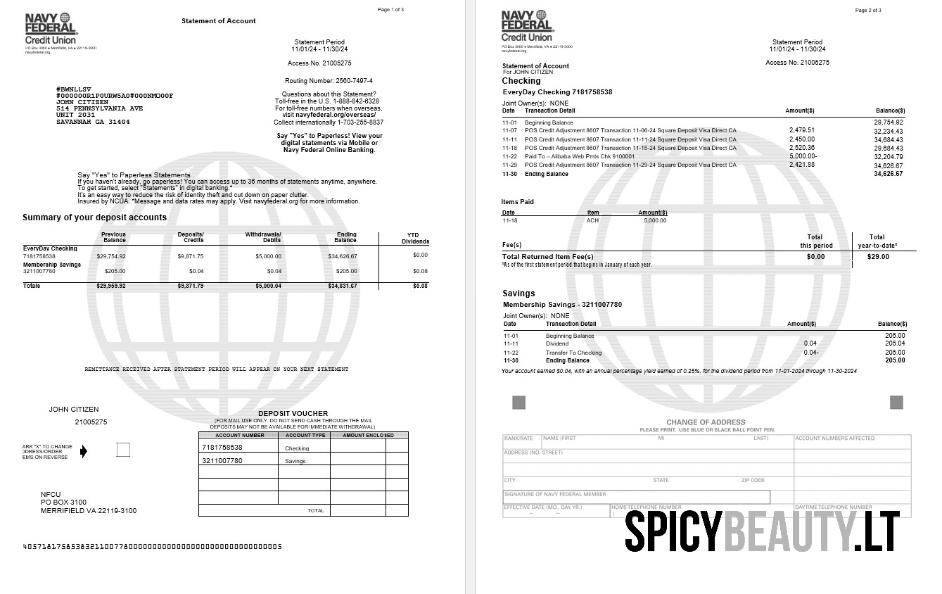 Page 1 of 3
NAVY
FEDERAL
Credit Union
navyfederal.org
Statement of Account
Statement Period
11/01/24 - 11/30/24
Access No. 21005275
Routing Number: 2560-7497-4
#BWNLLSV
JOHN CITIZEN
514 PENNSYLVANIA AVE
UNIT 2031
SAVANNAH GA 31404
Questions about this Statement?
Toll-free in the U.S. 1-888-842-6328
For toll-free numbers when overseas,
visit navyfederal.org/overseas/
Collect internationally 1-703-255-8837
Say "Yes" to Paperless! View your
digital statements via Mobile or
Navy Federal Online Banking.
Say "Yes" to Paperless Statements
If you haven't already, go paperless! You can access up to 36 months of statements anytime, anywhere.
To get started, select "Statements" in digital banking.*
It's an easy way to reduce the risk of identity theft and cut down on paper clutter.
Insured by NCUA. *Message and data rates may apply. Visit navyfederal.org for more information.
Summary of your deposit accounts
Previous Balance Deposits/ Credits Withdrawals/ Debits Ending Balance YTD Dividends
EveryDay Checking
7181758538 $29,754.92 $9,871.75 $5,000.00 $34,626.67 $0.00
Membership Savings
3211007780 $205.00 $0.04 $0.04 $205.00 $0.08
Totals $29,959.92 $9,871.79 $5,000.04 $34,831.67 $0.08
REMITTANCE RECEIVED AFTER STATEMENT PERIOD WILL APPEAR ON YOUR NEXT STATEMENT
JOHN CITIZEN
21005275
ARK "X" TO CHANGE
DDRESS/ORDER
EMS ON REVERSE
DEPOSIT VOUCHER
(FOR MAIL USE ONLY. DO NOT SEND CASH THROUGH THE MAIL
DEPOSITS MAY NOT BE AVAILABLE FOR IMMEDIATE WITHDRAWAL)
ACCOUNT NUMBER ACCOUNT TYPE AMOUNT ENCLOSED
7181758538 Checking
3211007780 Savings
TOTAL
NFCU
PO BOX 3100
MERRIFIELD VA 22119-3100
Page 2 of 3
NAVY
FEDERAL
Credit Union
navyfederal.org
Statement Period
11/01/24 - 11/30/24
Access No. 21005275
Statement of Account
For JOHN CITIZEN
Checking
EveryDay Checking 7181758538
Joint Owner(s): NONE
Date Transaction Detail Amount($) Balance($)
11-01 Beginning Balance 29,754.92
11-07 POS Credit Adjustment 8607 Transaction 11-06-24 Square Deposit Visa Direct CA 2,479.51 32,234.43
11-11 POS Credit Adjustment 8607 Transaction 11-11-24 Square Deposit Visa Direct CA 2,450.00 34,684.43
11-18 POS Credit Adjustment 8607 Transaction 11-18-24 Square Deposit Visa Direct CA 2,520.36 29,684.43
11-22 Paid To – Alibaba Web Pmts Chk 9100001 5,000.00- 32,204.79
11-29 POS Credit Adjustment 8607 Transaction 11-29-24 Square Deposit Visa Direct CA 2,421.88 34,626.67
11-30 Ending Balance 34,626.67
Items Paid
Date Item Amount($)
11-18 ACH 5,000.00
Fee(s) Total this period Total year-to-date*
Total Returned Item Fee(s) $0.00 $29.00
*As of the first statement period that begins in January of each year.
Savings
Membership Savings - 3211007780
Joint Owner(s): NONE
Date Transaction Detail Amount($) Balance($)
11-01 Beginning Balance 205.00
11-11 Dividend 0.04 205.04
11-22 Transfer To Checking 0.04- 205.00
11-30 Ending Balance 205.00
Your account earned $0.04, with an annual percentage yield earned of 0.25%, for the dividend period from 11-01-2024 through 11-30-2024
CHANGE OF ADDRESS
PLEASE PRINT. USE BLUE OR BLACK BALL POINT PEN
RANK/RATE NAME (FIRST MI LAST) ACCOUNT NUMBERS AFFECTED
ADDRESS (NO. STREET)
CITY STATE ZIP CODE
SIGNATURE OF NAVY FEDERAL MEMBER
EFFECTIVE DATE (MO., DAY, YR.) HOME TELEPHONE NUMBER DAYTIME TELEPHONE NUMBER
SPICYBEAUTY.LT